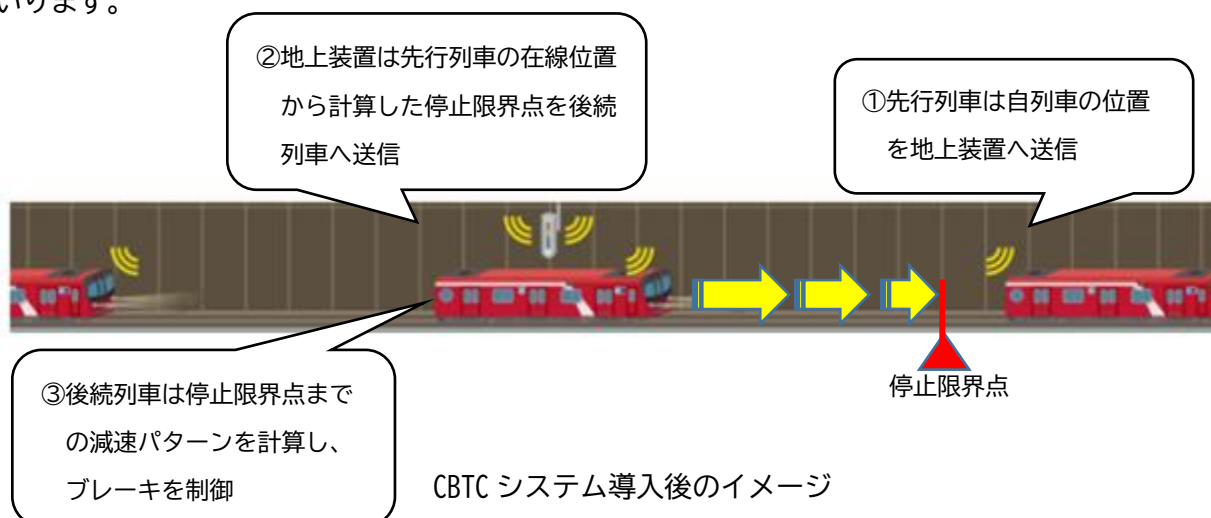 いります。
②地上装置は先行列車の在線位置
から計算した停止限界点を後続
列車へ送信
①先行列車は自列車の位置
を地上装置へ送信
停止限界点
③後続列車は停止限界点まで
の減速パターンを計算し、
ブレーキを制御
CBTC システム導入後のイメージ